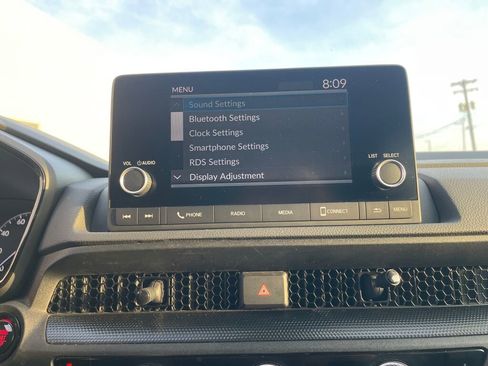 MENU 8:09
Sound Settings
Bluetooth Settings
Clock Settings
Smartphone Settings
RDS Settings
Display Adjustment
VOL AUDIO
LIST SELECT
PHONE RADIO MEDIA CONNECT MENU